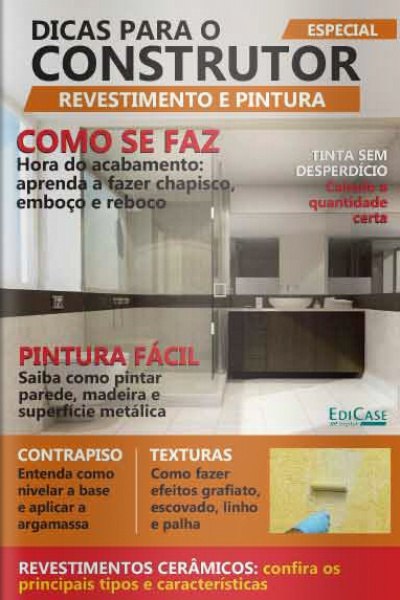 DICAS PARA O
ESPECIAL
CONSTRUTOR
REVESTIMENTO E PINTURA
COMO SE FAZ
Hora do acabamento:
aprenda a fazer chapisco,
emboço e reboco
TINTA SEM
DESPERDÍCIO
Calcule a
quantidade
certa
PINTURA FÁCIL
Saiba como pintar
parede, madeira e
superfície metálica
EDICASE
CONTRAPISO
Entenda como
nivelar a base
e aplicar a
argamassa
TEXTURAS
Como fazer
efeitos grafiato,
escovado, linho
e palha
REVESTIMENTOS CERÂMICOS: confira os
principais tipos e características